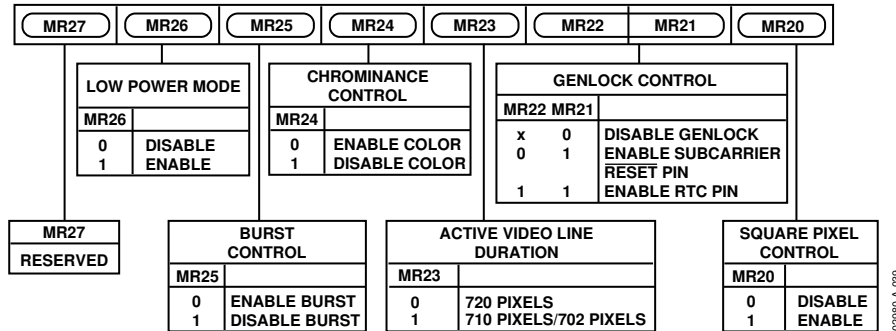 MR27 MR26 MR25 MR24 MR23 MR22 MR21 MR20
LOW POWER MODE
MR26
0 DISABLE
1 ENABLE
CHROMINANCE
CONTROL
MR24
0 ENABLE COLOR
1 DISABLE COLOR
GENLOCK CONTROL
MR22 MR21
x 0 DISABLE GENLOCK
0 1 ENABLE SUBCARRIER
RESET PIN
1 1 ENABLE RTC PIN
MR27
RESERVED
BURST
CONTROL
MR25
0 ENABLE BURST
1 DISABLE BURST
ACTIVE VIDEO LINE
DURATION
MR23
0 720 PIXELS/
1 710 PIXELS/702 PIXELS
SQUARE PIXEL
CONTROL
MR20
0 DISABLE
1 ENABLE